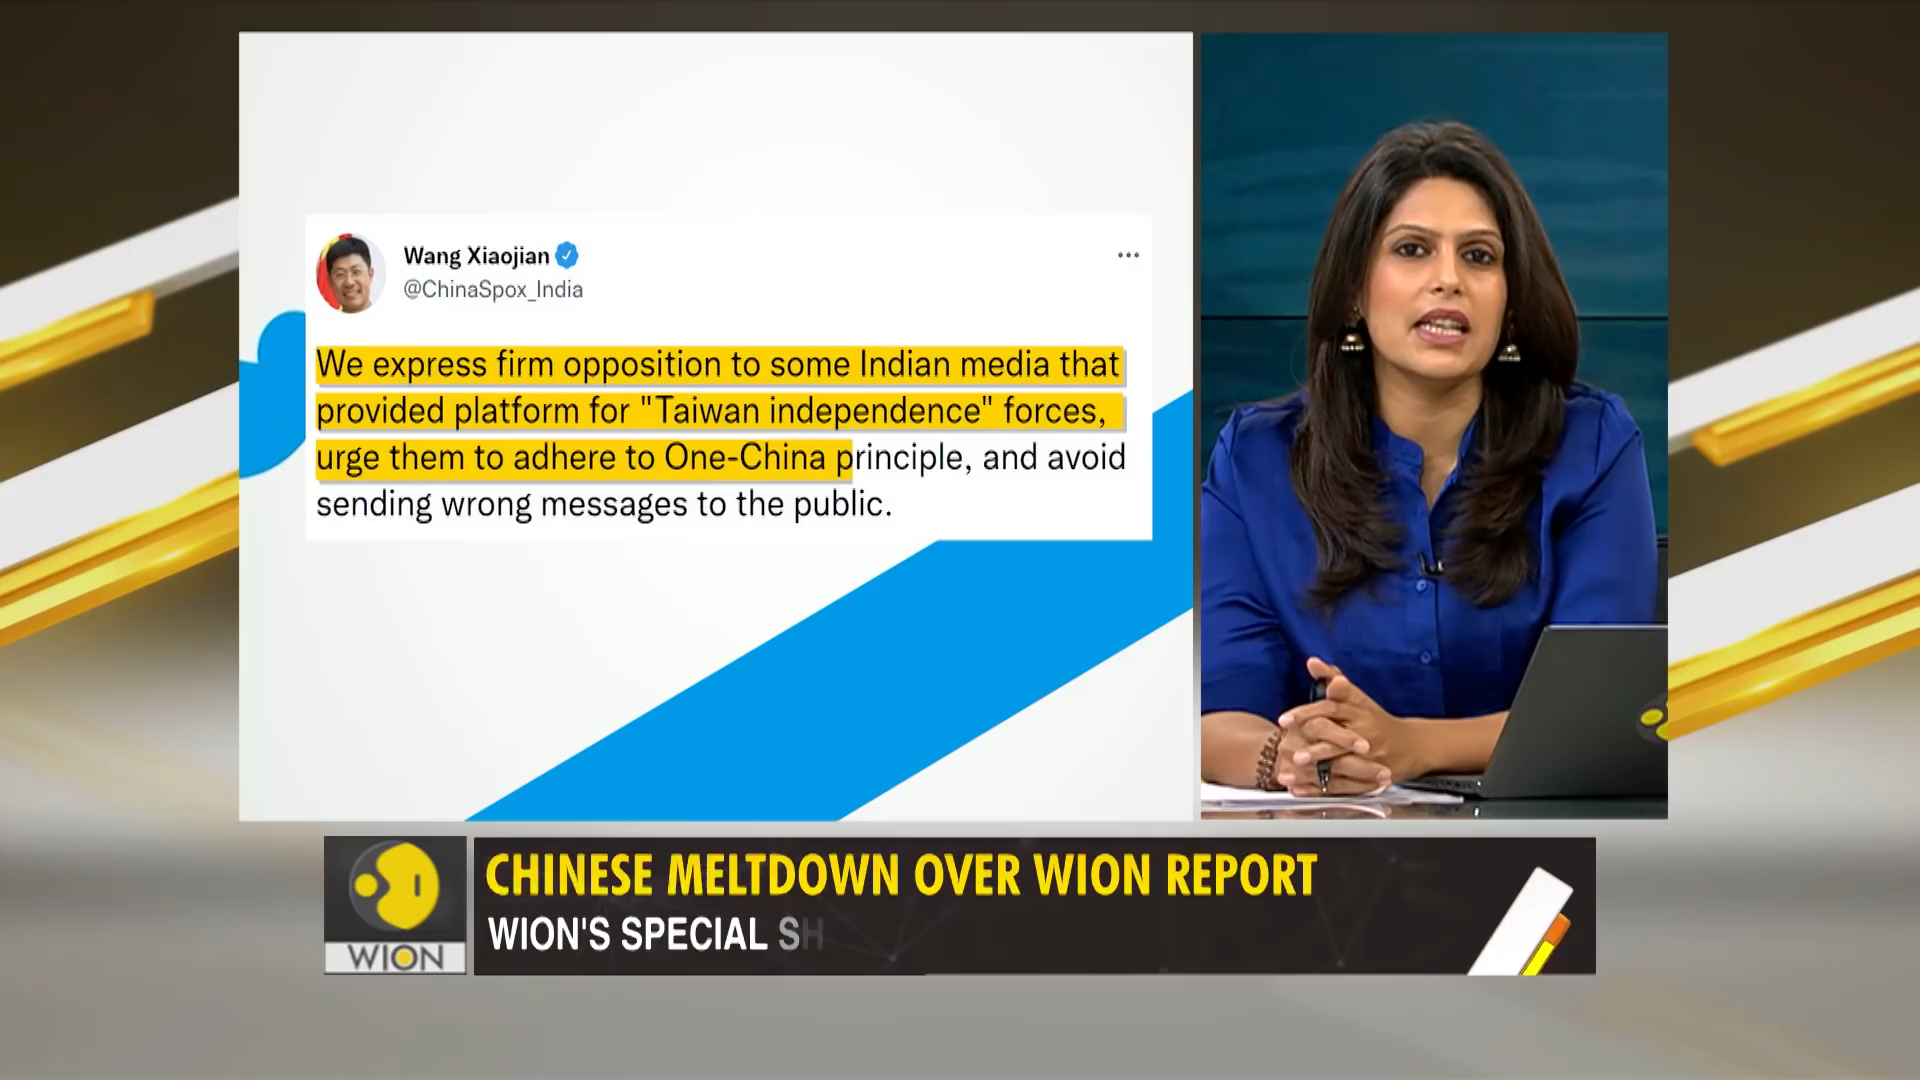 Wang Xiaojian
@ChinaSpox_India
We express firm opposition to some Indian media that
provided platform for "Taiwan independence" forces,
urge them to adhere to One-China principle, and avoid
sending wrong messages to the public.
CHINESE MELTDOWN OVER WION REPORT
WION'S SPECIAL SH
WION